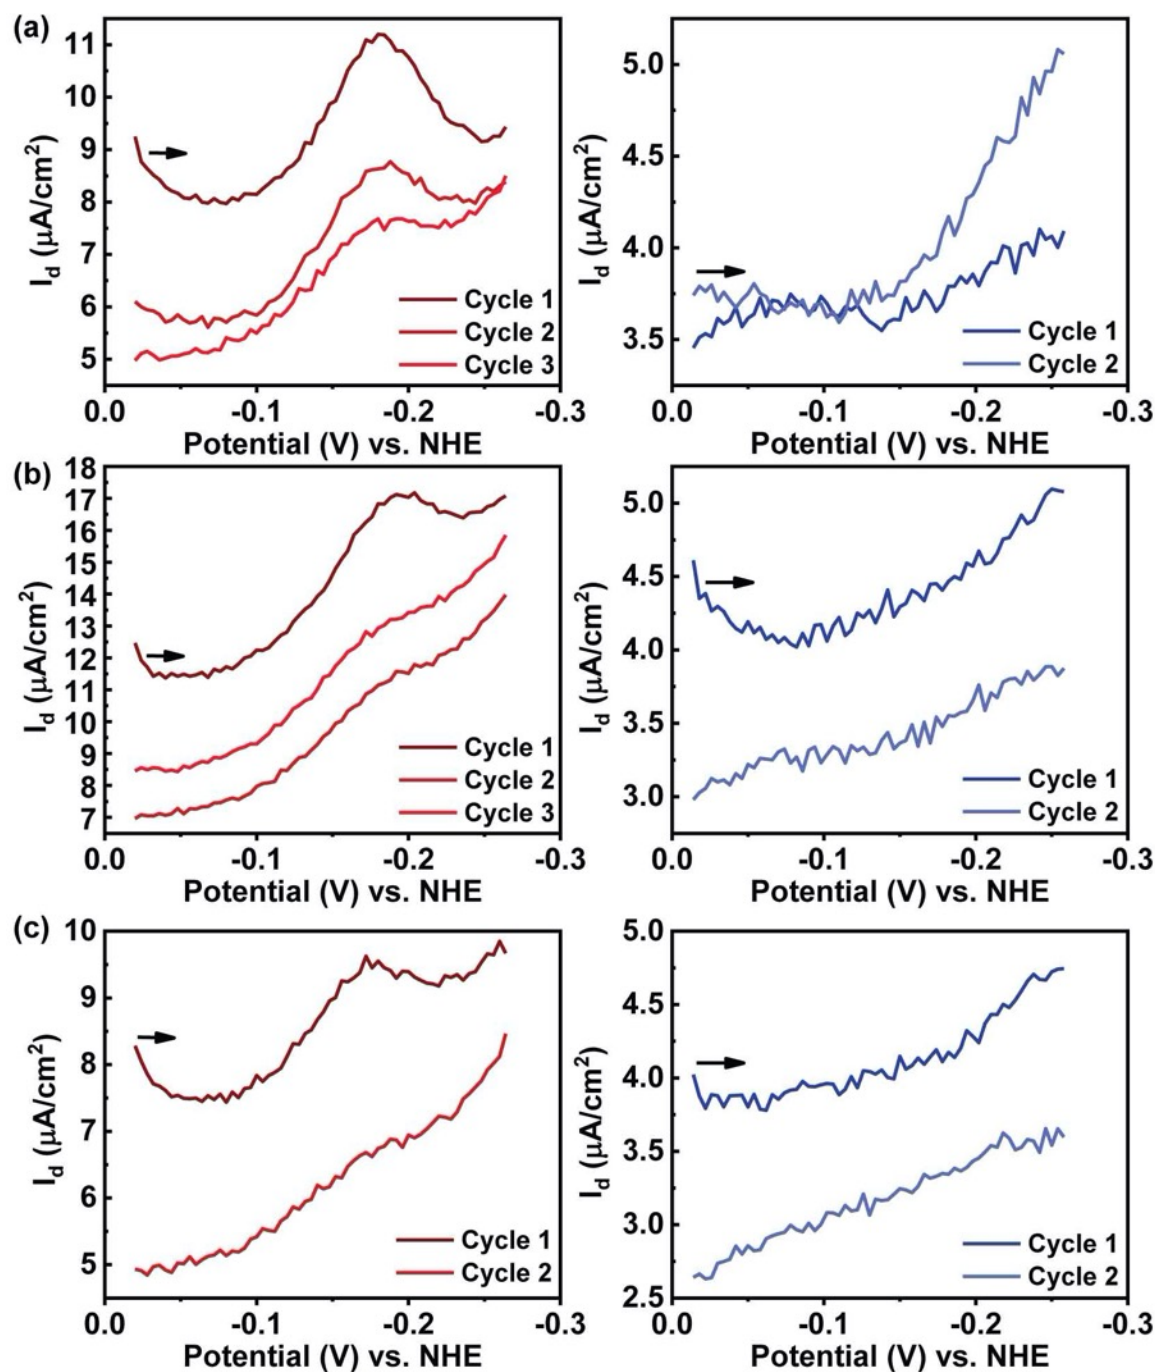 (a)
11
10
9
8
7
6
5
I_d (μA/cm²)
Cycle 1
Cycle 2
Cycle 3
0.0 -0.1 -0.2 -0.3
Potential (V) vs. NHE
5.0
4.5
4.0
3.5
I_d (μA/cm²)
Cycle 1
Cycle 2
0.0 -0.1 -0.2 -0.3
Potential (V) vs. NHE
(b)
18
17
16
15
14
13
12
11
10
9
8
7
I_d (μA/cm²)
Cycle 1
Cycle 2
Cycle 3
0.0 -0.1 -0.2 -0.3
Potential (V) vs. NHE
5.0
4.5
4.0
3.5
3.0
I_d (μA/cm²)
Cycle 1
Cycle 2
0.0 -0.1 -0.2 -0.3
Potential (V) vs. NHE
(c)
10
9
8
7
6
5
I_d (μA/cm²)
Cycle 1
Cycle 2
0.0 -0.1 -0.2 -0.3
Potential (V) vs. NHE
5.0
4.5
4.0
3.5
3.0
2.5
I_d (μA/cm²)
Cycle 1
Cycle 2
0.0 -0.1 -0.2 -0.3
Potential (V) vs. NHE